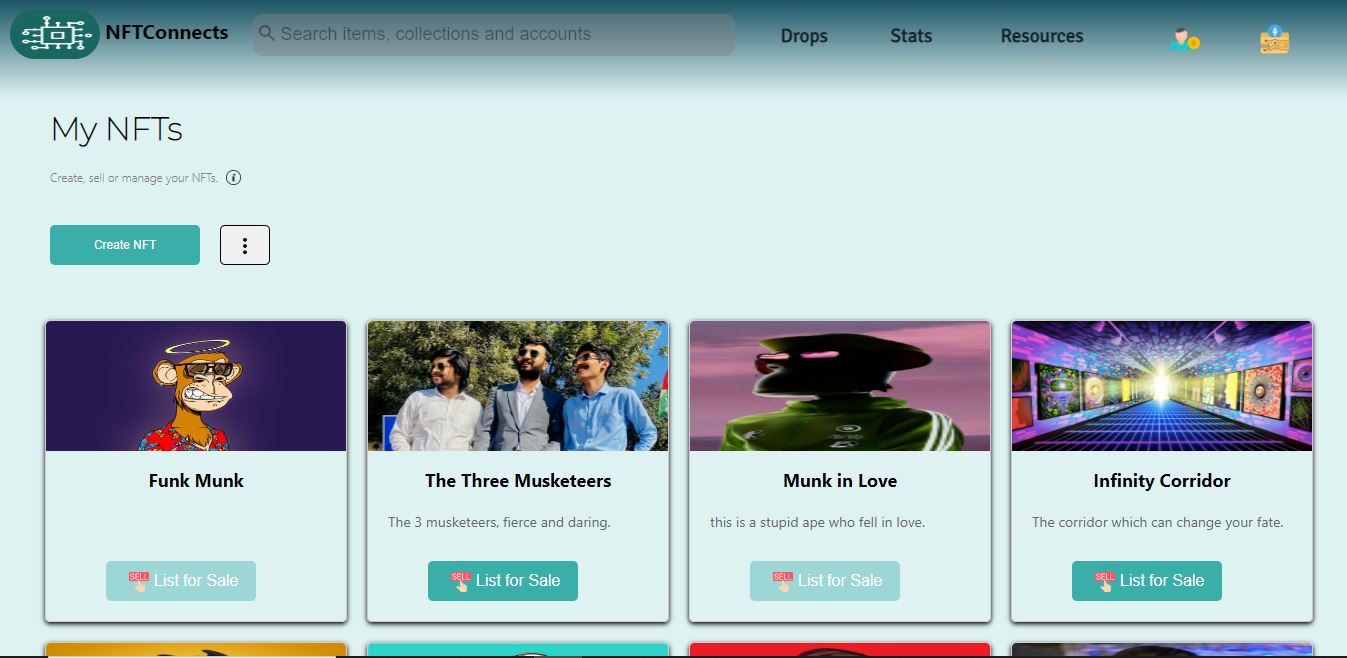 NFTConnects
Search items, collections and accounts
Drops
Stats
Resources
My NFTs
Create, sell or manage your NFTs.
Create NFT
Funk Munk
The Three Musketeers
Munk in Love
Infinity Corridor
The 3 musketeers, fierce and daring.
this is a stupid ape who fell in love.
The corridor which can change your fate.
SELL List for Sale
SELL List for Sale
SELL List for Sale
SELL List for Sale